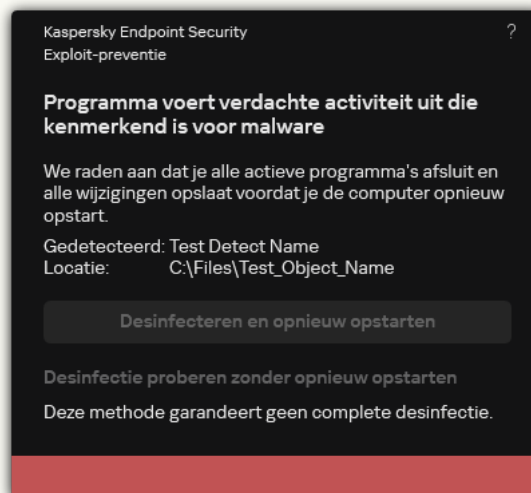 Kaspersky Endpoint Security
?
Exploit-preventie
Programma voert verdachte activiteit uit die
kenmerkend is voor malware
We raden aan dat je alle actieve programma's afsluit en
alle wijzigingen opslaat voordat je de computer opnieuw
opstart.
Gedetecteerd: Test Detect Name
Locatie: C:\Files\Test_Object_Name
Desinfecteren en opnieuw opstarten
Desinfectie proberen zonder opnieuw opstarten
Deze methode garandeert geen complete desinfectie.